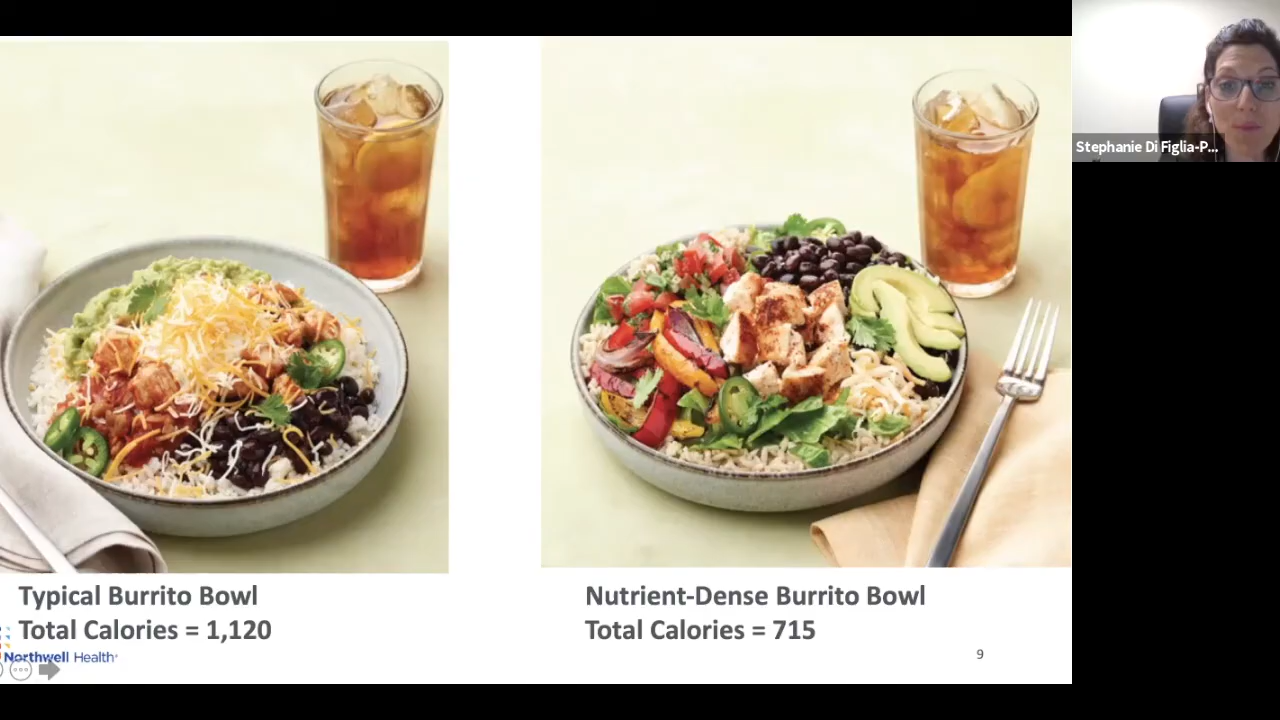 Stephanie Di Figlia-P...
Typical Burrito Bowl
Total Calories = 1,120
Nutrient-Dense Burrito Bowl
Total Calories = 715
Northwell Health
9